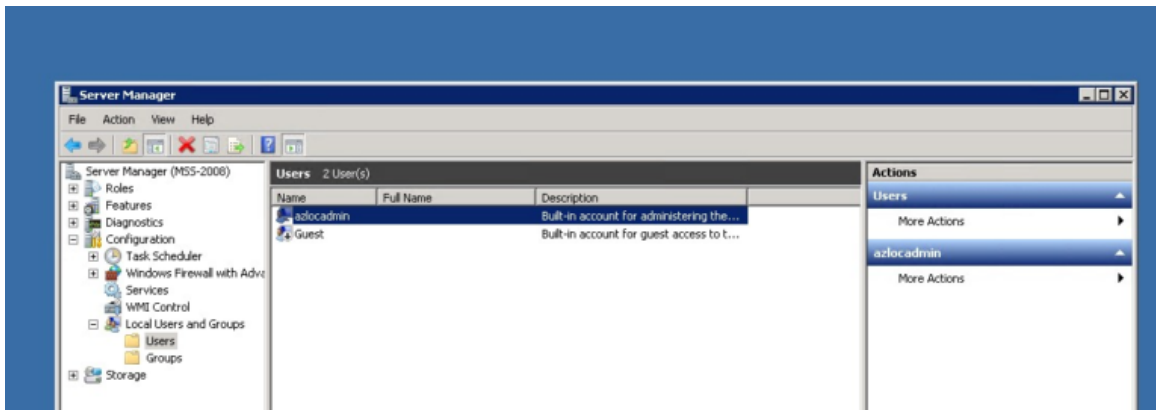 Server Manager
File Action View Help
Server Manager (MSS-2008)
Roles
Features
Diagnostics
Configuration
Task Scheduler
Windows Firewall with Adva
Services
WMI Control
Local Users and Groups
Users
Groups
Storage
Users 2 User(s)
Name Full Name Description
azlocadmin Built-in account for administering the...
Guest Built-in account for guest access to t...
Actions
Users
More Actions
azlocadmin
More Actions